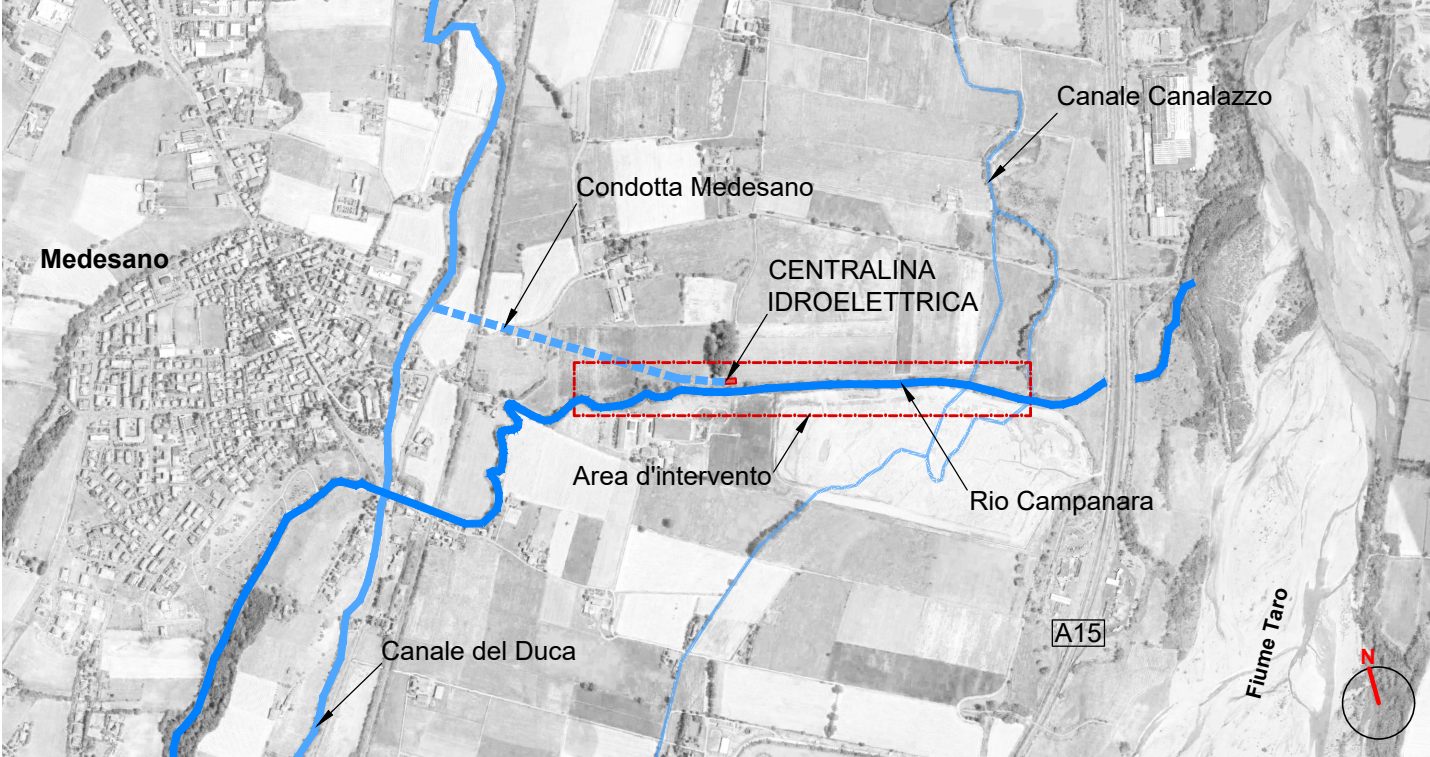 Canale Canalazzo
Condotta Medesano
Medesano
CENTRALINA
IDROELETTRICA
Area d'intervento
Rio Campanara
A15
Fiume Taro
Canale del Duca
N